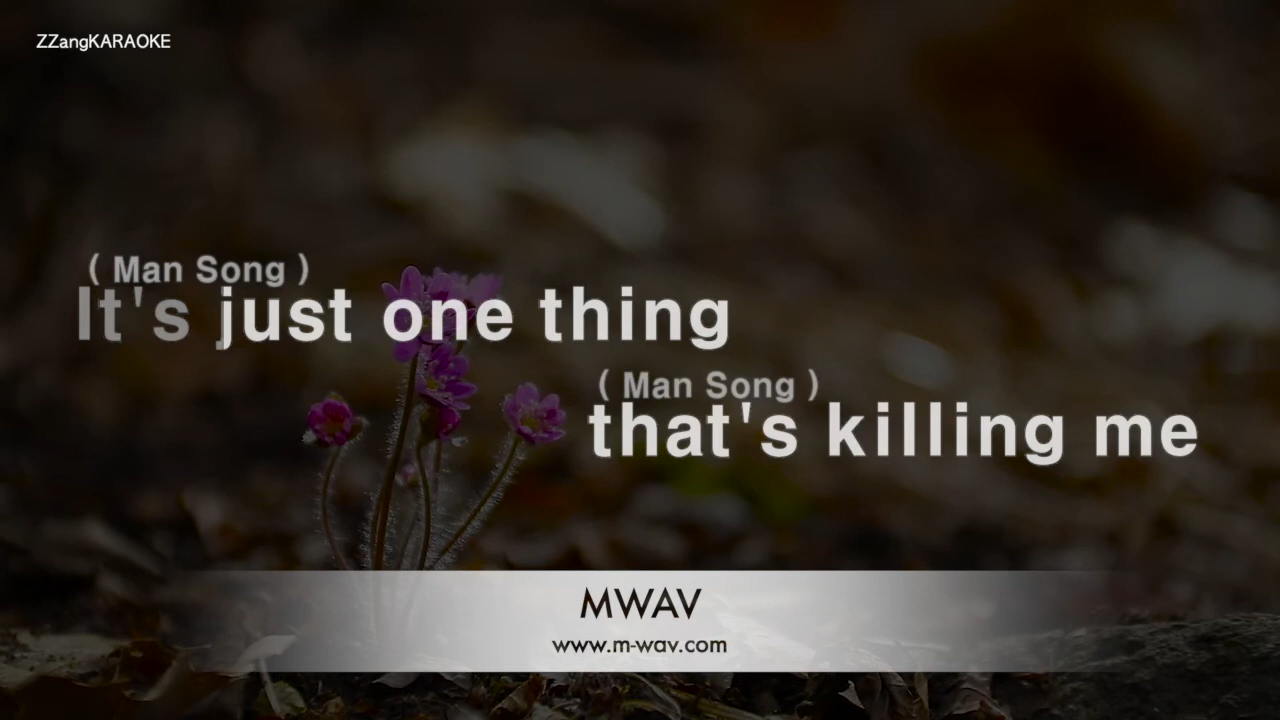 ZZangKARAOKE
( Man Song )
It's just one thing
( Man Song )
that's killing me
MWAV
www.m-wav.com